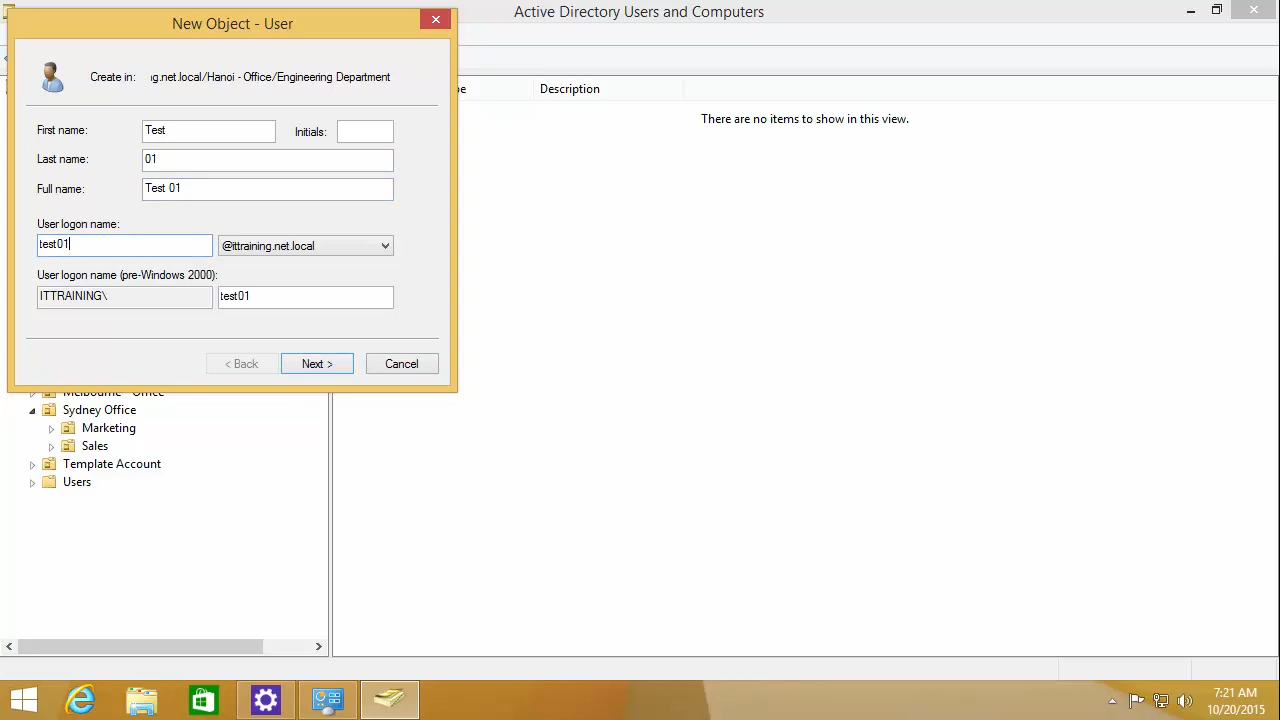 Active Directory Users and Computers
New Object - User
Create in:
g.net.local/Hanoi - Office/Engineering Department
Description
There are no items to show in this view.
First name:
Test
Initials:
Last name:
01
Full name:
Test 01
User logon name:
test01
@ittraining.net.local
User logon name (pre-Windows 2000):
ITTRAINING\
test01
< Back
Next >
Cancel
Sydney Office
Marketing
Sales
Template Account
Users
7:21 AM
10/20/2015